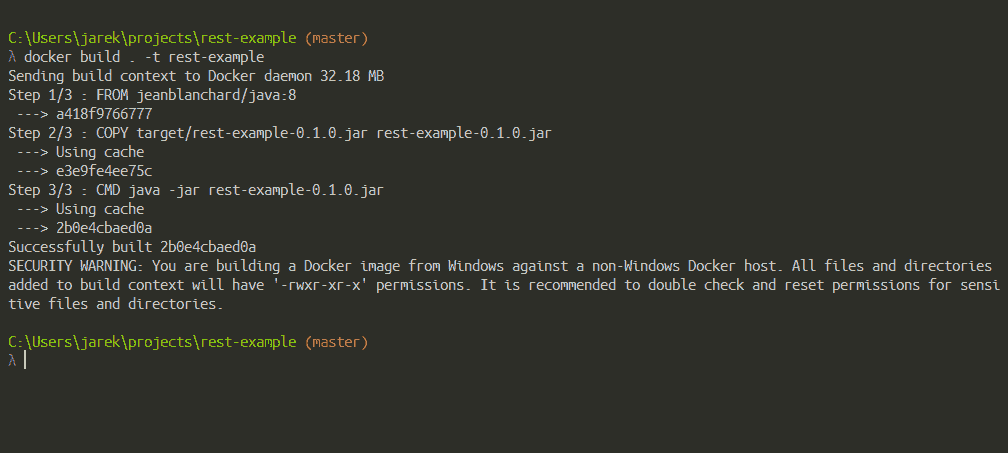 C:\Users\jarek\projects\rest-example (master)
λ docker build . -t rest-example
Sending build context to Docker daemon 32.18 MB
Step 1/3 : FROM jeanblanchard/java:8
 ---> a418f9766777
Step 2/3 : COPY target/rest-example-0.1.0.jar rest-example-0.1.0.jar
 ---> Using cache
 ---> e3e9fe4ee75c
Step 3/3 : CMD java -jar rest-example-0.1.0.jar
 ---> Using cache
 ---> 2b0e4cbaed0a
Successfully built 2b0e4cbaed0a
SECURITY WARNING: You are building a Docker image from Windows against a non-Windows Docker host. All files and directories
added to build context will have '-rwxr-xr-x' permissions. It is recommended to double check and reset permissions for sensi
tive files and directories.
C:\Users\jarek\projects\rest-example (master)
λ